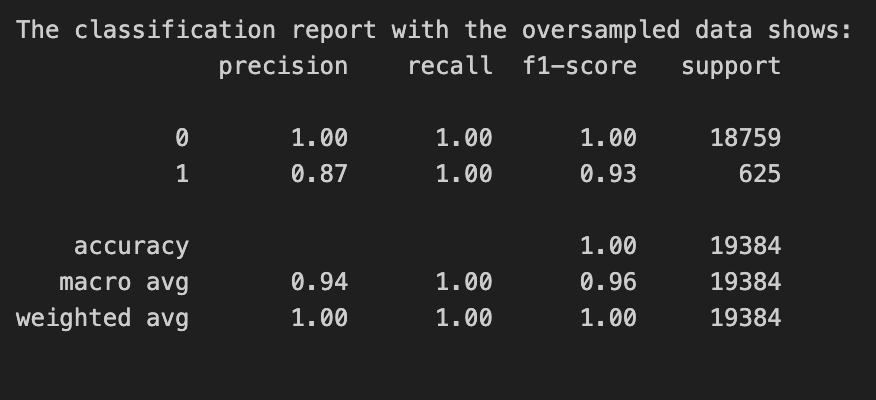 The classification report with the oversampled data shows:
precision recall f1-score support
0 1.00 1.00 1.00 18759
1 0.87 1.00 0.93 625
accuracy 1.00 19384
macro avg 0.94 1.00 0.96 19384
weighted avg 1.00 1.00 1.00 19384